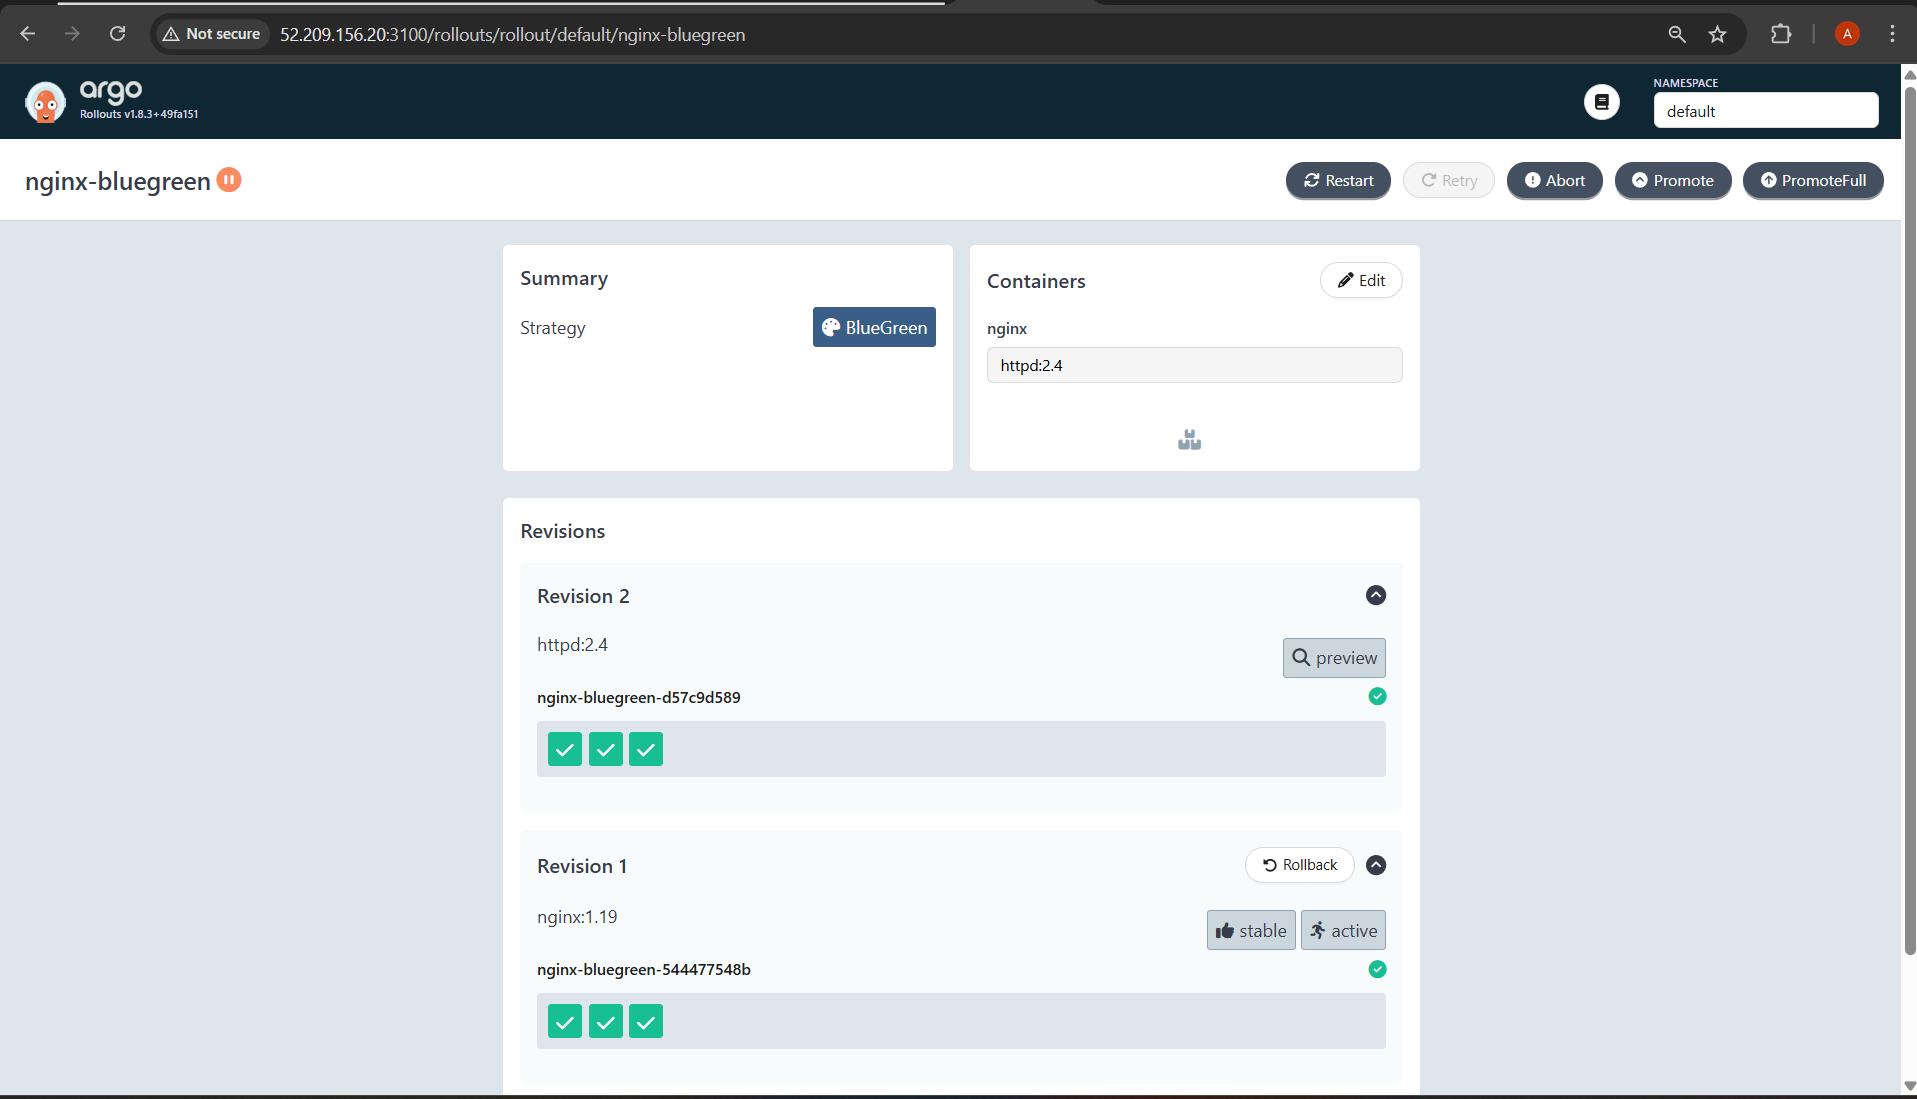 Not secure 52.209.156.20:3100/rollouts/rollout/default/nginx-bluegreen
A
argo
Rollouts v1.8.3+49fa151
NAMESPACE
default
nginx-bluegreen
Restart
Retry
Abort
Promote
PromoteFull
Summary
Strategy
BlueGreen
Containers
Edit
nginx
httpd:2.4
Revisions
Revision 2
httpd:2.4
preview
nginx-bluegreen-d57c9d589
Revision 1
Rollback
nginx:1.19
stable
active
nginx-bluegreen-544477548b